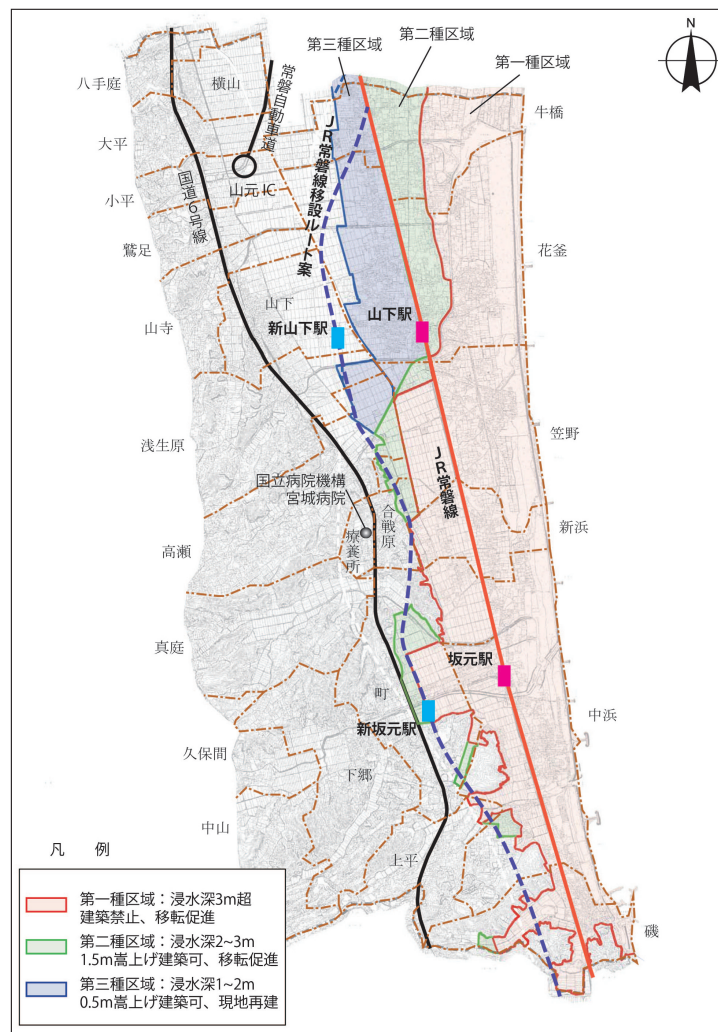 N
第三種区域
第二種区域
第一種区域
八手庭
横山
常磐自動車道
牛橋
大平
山元IC
小平
国道6号線
JR常磐線移設ルート案
鷲足
花釜
山下
山寺
新山下駅
山下駅
浅生原
笠野
JR常磐線
国立病院機構
宮城病院
合戦原
療養所
新浜
高瀬
真庭
坂元駅
町
中浜
新坂元駅
久保間
下郷
中山
上平
磯
凡 例
第一種区域：浸水深3m超
建築禁止、移転促進
第二種区域：浸水深2~3m
1.5m嵩上げ建築可、移転促進
第三種区域：浸水深1~2m
0.5m嵩上げ建築可、現地再建